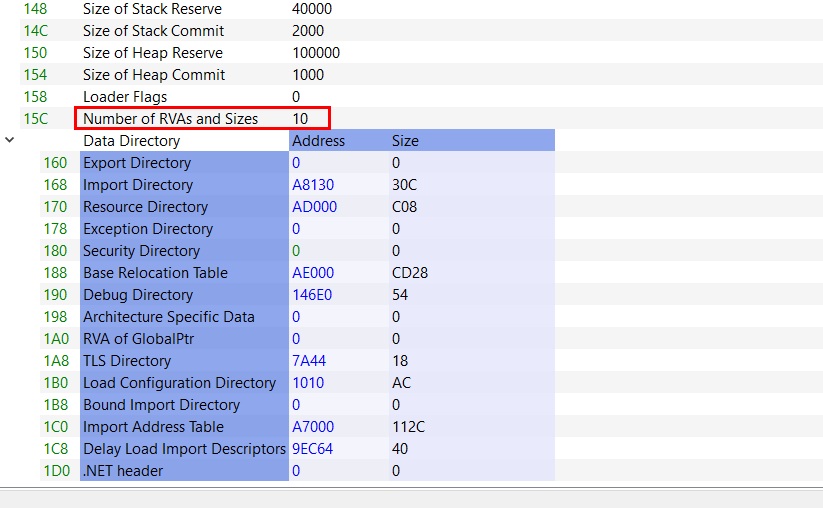 148 Size of Stack Reserve 40000
14C Size of Stack Commit 2000
150 Size of Heap Reserve 100000
154 Size of Heap Commit 1000
158 Loader Flags 0
15C Number of RVAs and Sizes 10
Data Directory Address Size
160 Export Directory 0 0
168 Import Directory A8130 30C
170 Resource Directory AD000 C08
178 Exception Directory 0 0
180 Security Directory 0 0
188 Base Relocation Table AE000 CD28
190 Debug Directory 146E0 54
198 Architecture Specific Data 0 0
1A0 RVA of GlobalPtr 0 0
1A8 TLS Directory 7A44 18
1B0 Load Configuration Directory 1010 AC
1B8 Bound Import Directory 0 0
1C0 Import Address Table A7000 112C
1C8 Delay Load Import Descriptors 9EC64 40
1D0 .NET header 0 0